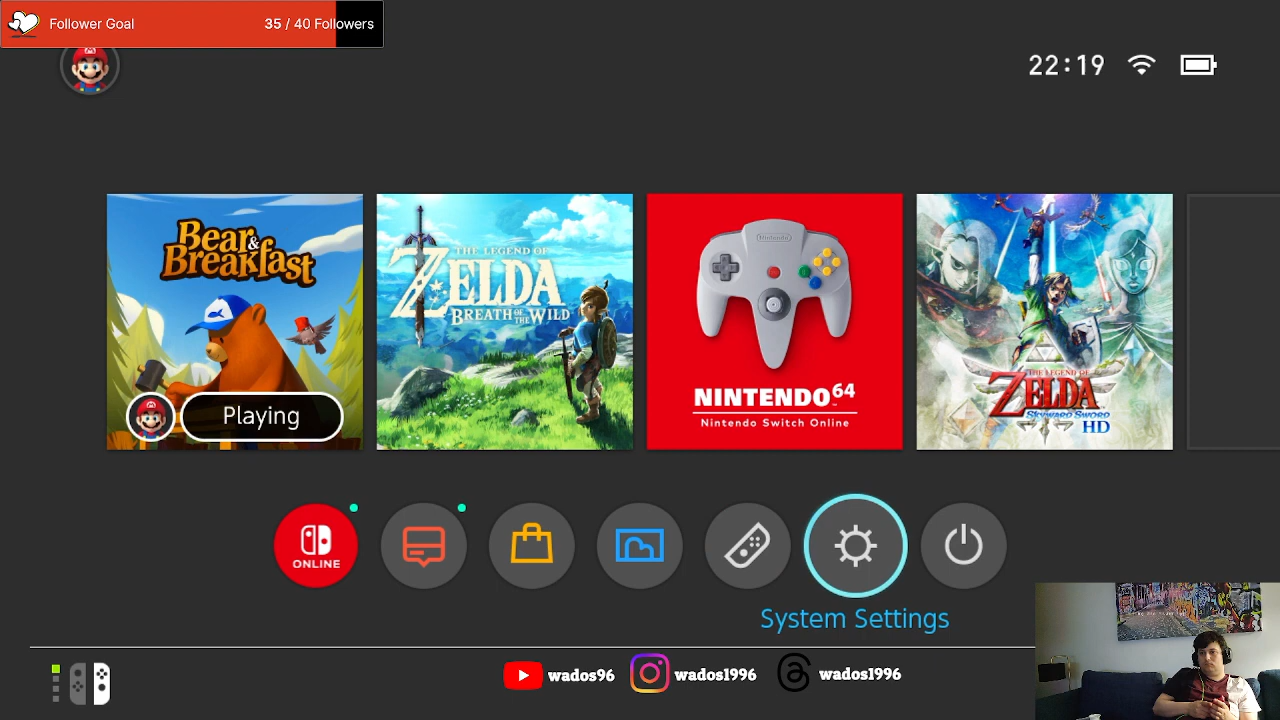 Follower Goal
35 / 40 Followers
22:19
Bear
&
Breakfast
Playing
THE LEGEND OF
ZELDA
BREATH OF THE WILD
Nintendo
NINTENDO 64
Nintendo Switch Online
THE LEGEND OF
ZELDA
SKYWARD SWORD
HD
ONLINE
System Settings
wados96
wados1996
wados1996